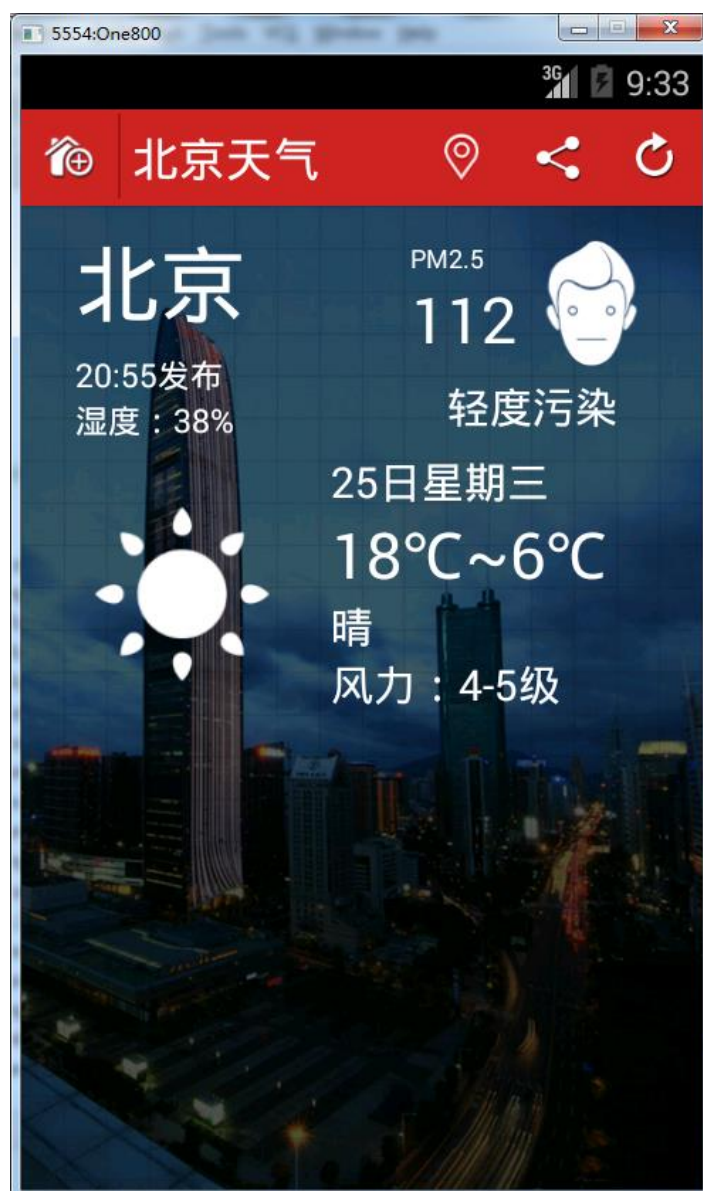 5554:One800
3G 9:33
北京天气
北京
PM2.5
112
20:55发布
湿度：38%
轻度污染
25日星期三
18℃~6℃
晴
风力：4-5级